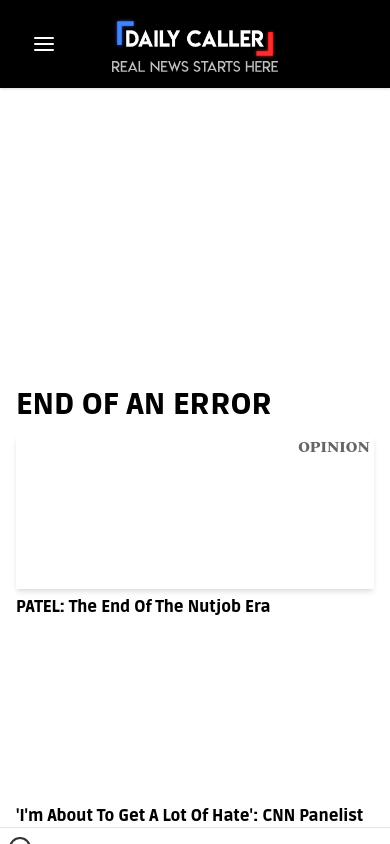 DAILY CALLER
REAL NEWS STARTS HERE
END OF AN ERROR
OPINION
PATEL: The End Of The Nutjob Era
'I'm About To Get A Lot Of Hate': CNN Panelist